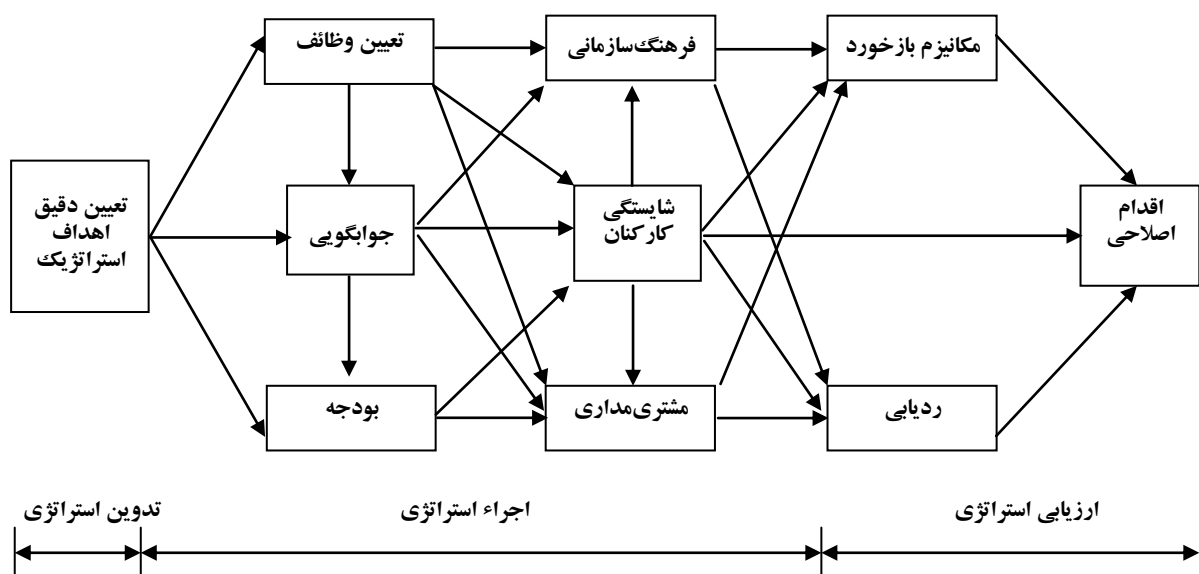 تعیین وظائف
فرهنگ‌سازمانی
مکانیزم بازخورد
تعیین دقیق
اهداف
استراتژیک
جوابگویی
شایستگی
کارکنان
اقدام
اصلاحی
بودجه
مشتری‌مداری
ردیابی
تدوین استراتژی
اجراء استراتژی
ارزیابی استراتژی